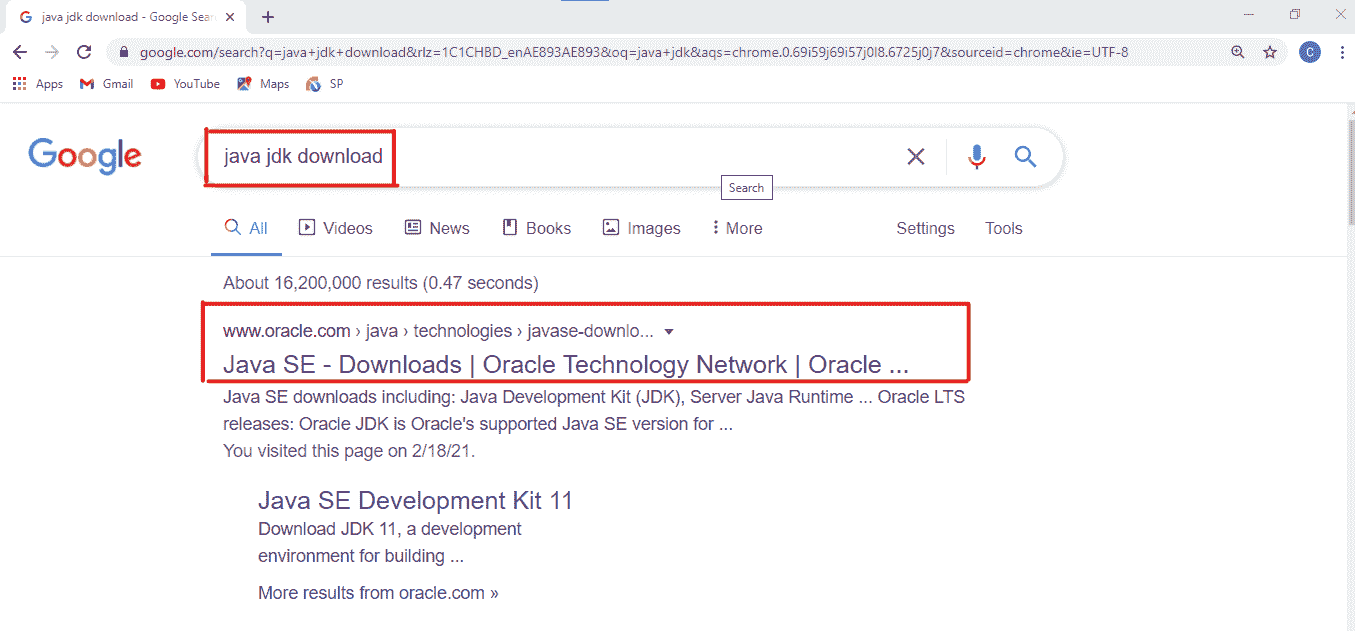 java jdk download - Google Sear
google.com/search?q=java+jdk+download&rlz=1C1CHBD_enAE893AE893&oq=java+jdk&aqs=chrome.0.69i59j69i57j0l8.6725j0j7&sourceid=chrome&ie=UTF-8
C
Apps Gmail YouTube Maps SP
Google
java jdk download
Search
All Videos News Books Images More Settings Tools
About 16,200,000 results (0.47 seconds)
www.oracle.com › java › technologies › javase-downlo...
Java SE - Downloads | Oracle Technology Network | Oracle ...
Java SE downloads including: Java Development Kit (JDK), Server Java Runtime ... Oracle LTS
releases: Oracle JDK is Oracle's supported Java SE version for ...
You visited this page on 2/18/21.
Java SE Development Kit 11
Download JDK 11, a development
environment for building ...
More results from oracle.com »